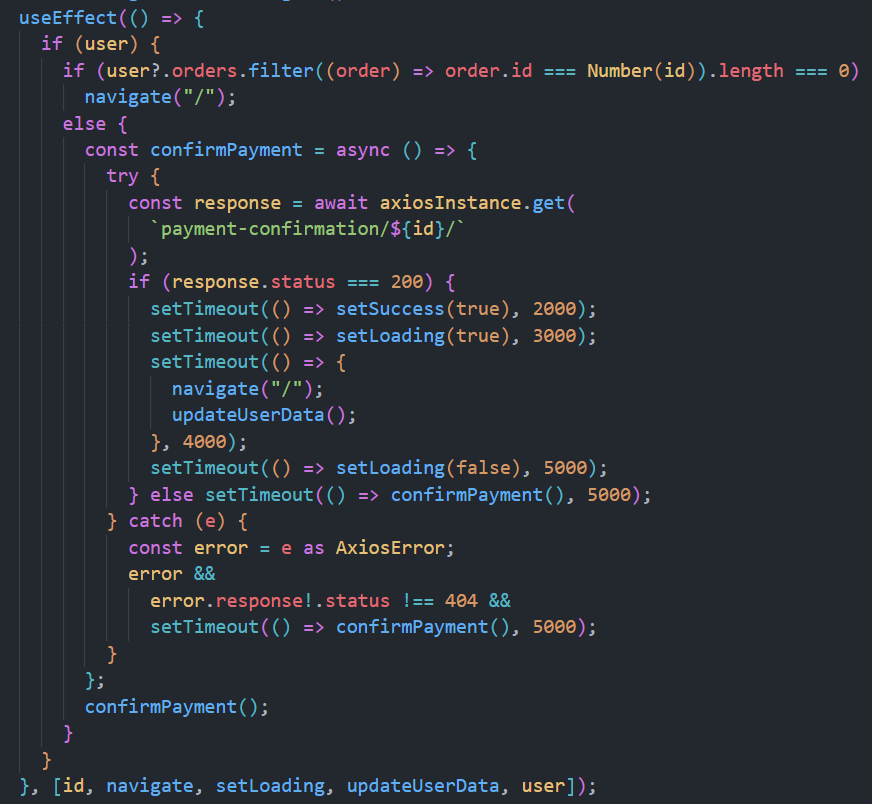 useEffect(() => {
  if (user) {
    if (user?.orders.filter((order) => order.id === Number(id)).length === 0)
      navigate("/");
    else {
      const confirmPayment = async () => {
        try {
          const response = await axiosInstance.get(
            `payment-confirmation/${id}/`
          );
          if (response.status === 200) {
            setTimeout(() => setSuccess(true), 2000);
            setTimeout(() => setLoading(true), 3000);
            setTimeout(() => {
              navigate("/");
              updateUserData();
            }, 4000);
            setTimeout(() => setLoading(false), 5000);
          } else setTimeout(() => confirmPayment(), 5000);
        } catch (e) {
          const error = e as AxiosError;
          error &&
            error.response!.status !== 404 &&
            setTimeout(() => confirmPayment(), 5000);
        }
      };
      confirmPayment();
    }
  }
}, [id, navigate, setLoading, updateUserData, user]);